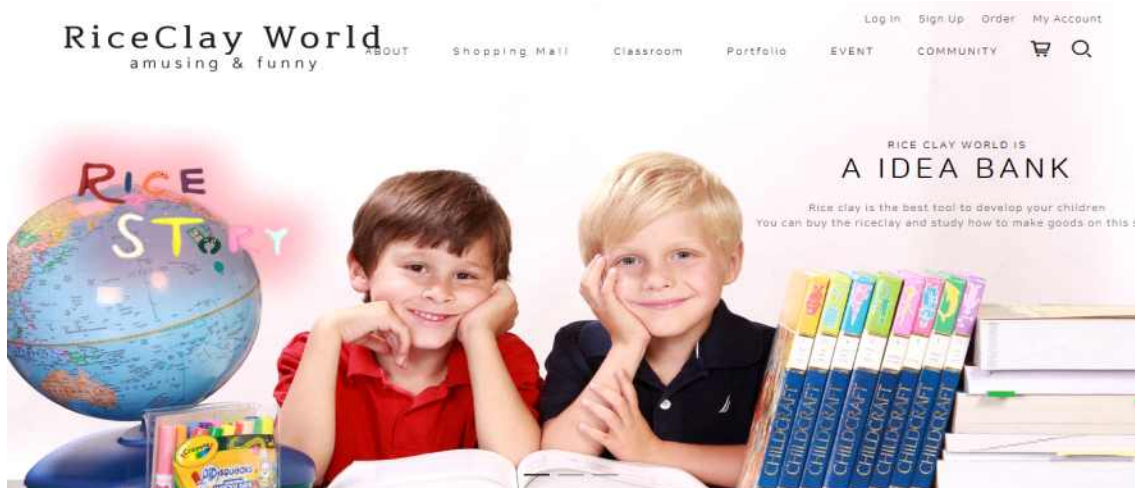 Log In Sign Up Order My Account
RiceClay World
amusing & funny
ABOUT Shopping Mall Classroom Portfolio EVENT COMMUNITY
RICE CLAY WORLD IS
A IDEA BANK
Rice clay is the best tool to develop your children
You can buy the riceclay and study how to make goods on this s
RICE
STORY
Crayola
PipSqueaks
CHILDCRAFT
CHILDCRAFT
CHILDCRAFT
CHILDCRAFT
CHILDCRAFT
CHILDCRAFT
CHILDCRAFT